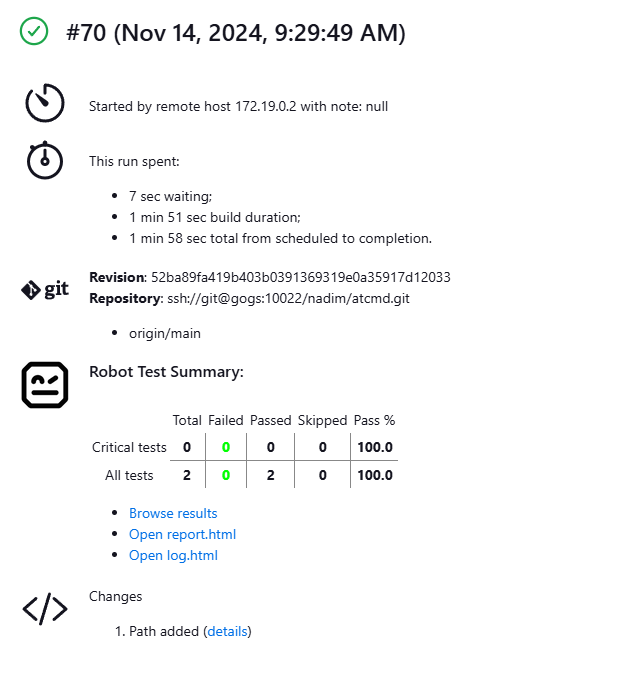 #70 (Nov 14, 2024, 9:29:49 AM)
Started by remote host 172.19.0.2 with note: null
This run spent:
7 sec waiting;
1 min 51 sec build duration;
1 min 58 sec total from scheduled to completion.
git
Revision: 52ba89fa419b403b0391369319e0a35917d12033
Repository: ssh://git@gogs:10022/nadim/atcmd.git
origin/main
Robot Test Summary:
Total Failed Passed Skipped Pass %
Critical tests 0 0 0 0 100.0
All tests 2 0 2 0 100.0
Browse results
Open report.html
Open log.html
Changes
1. Path added (details)